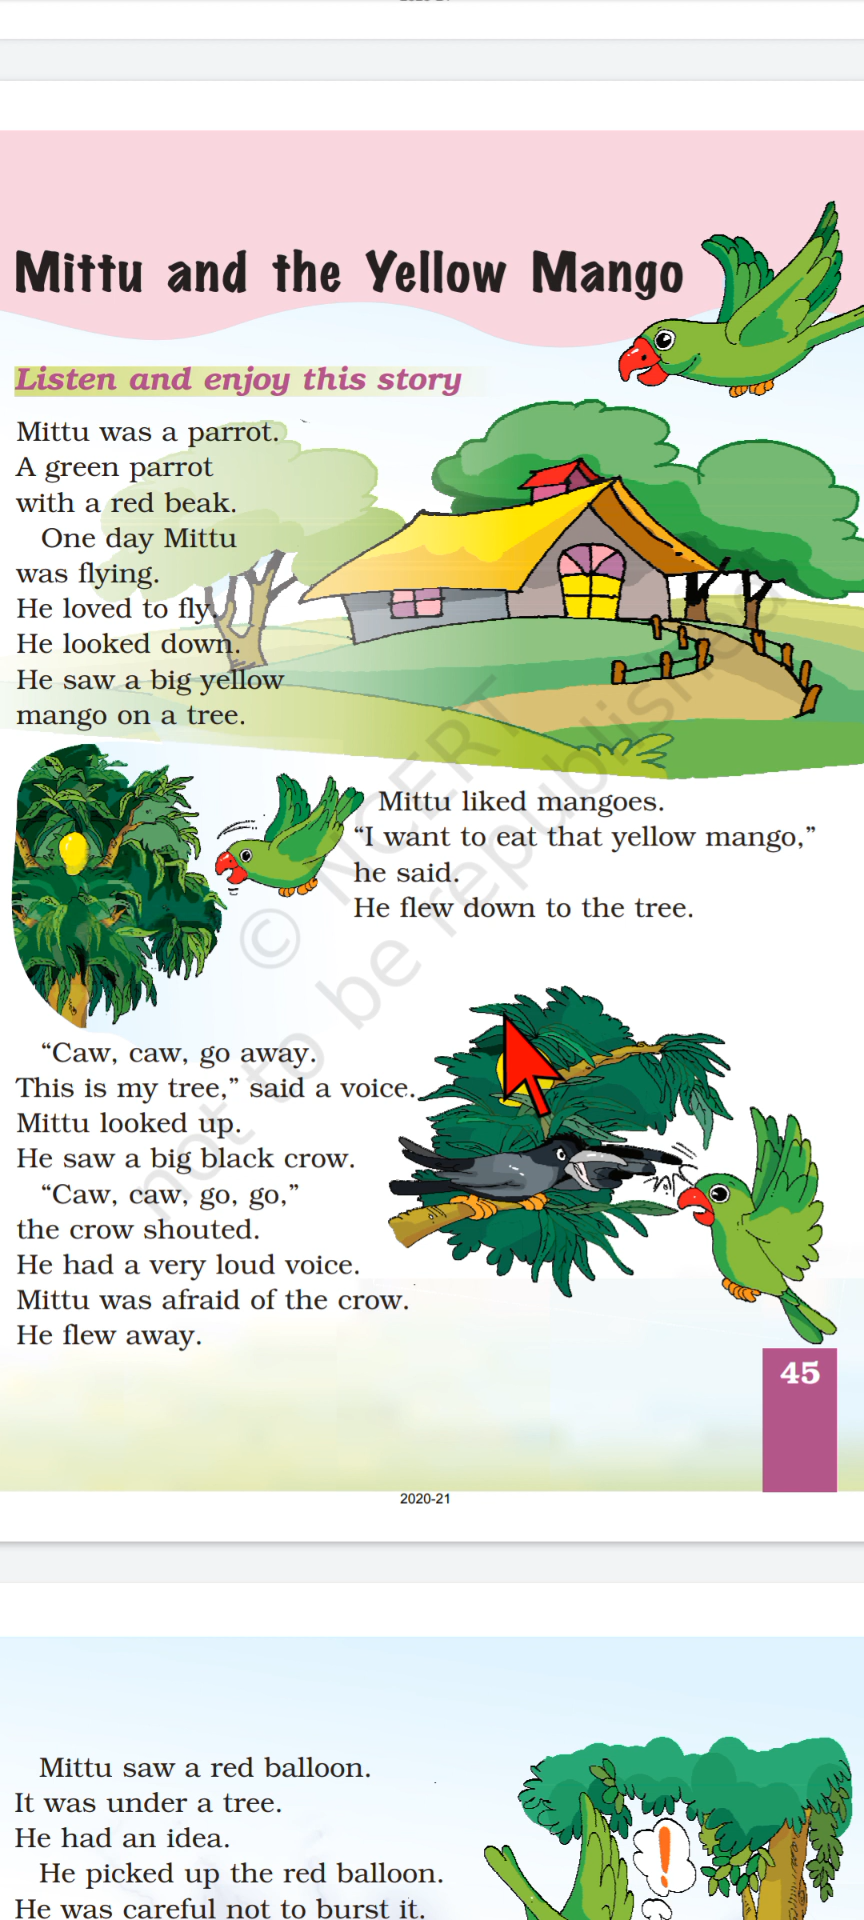 Mittu and the Yellow Mango
Listen and enjoy this story
Mittu was a parrot.
A green parrot
with a red beak.
One day Mittu
was flying.
He loved to fly.
He looked down.
He saw a big yellow
mango on a tree.
Mittu liked mangoes.
“I want to eat that yellow mango,”
he said.
He flew down to the tree.
“Caw, caw, go away.
This is my tree,” said a voice.
Mittu looked up.
He saw a big black crow.
“Caw, caw, go, go,”
the crow shouted.
He had a very loud voice.
Mittu was afraid of the crow.
He flew away.
© NCERT
not to be republished
45
2020-21
Mittu saw a red balloon.
It was under a tree.
He had an idea.
He picked up the red balloon.
He was careful not to burst it.
!